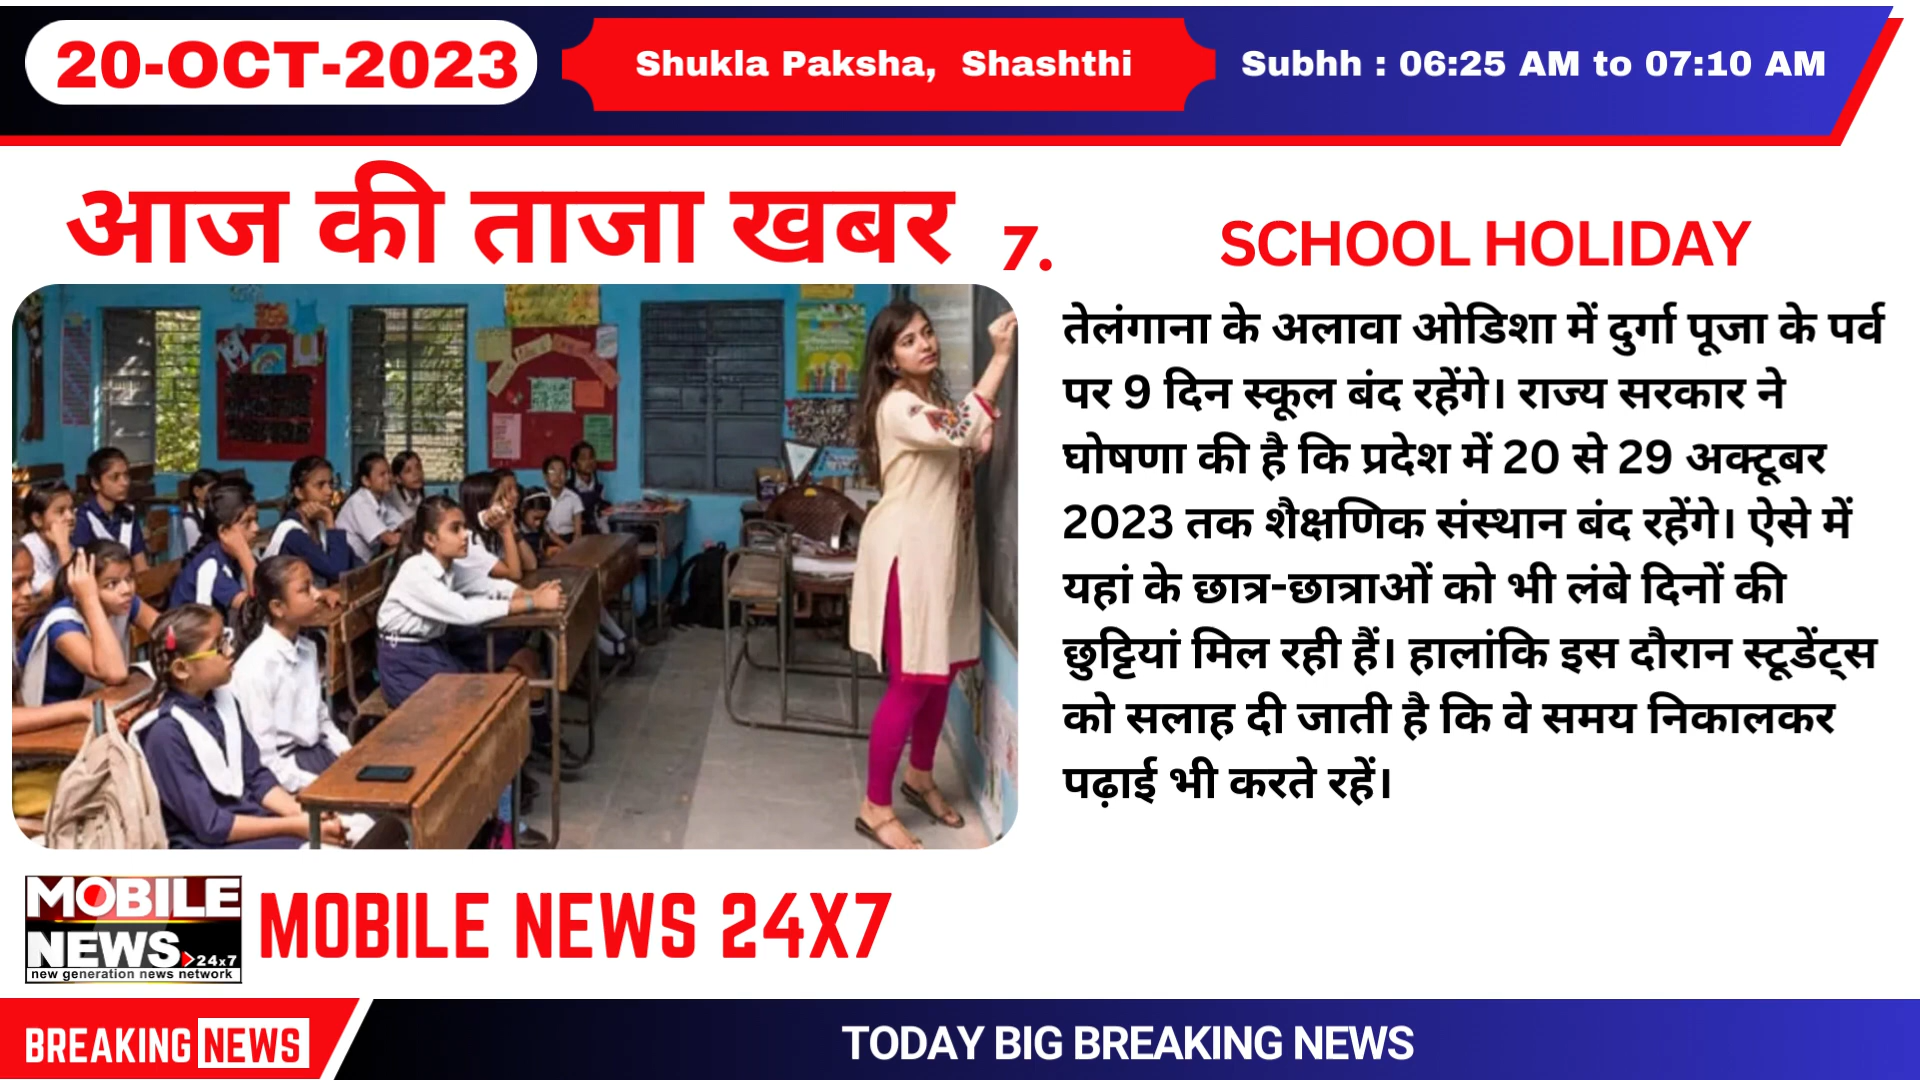 20-OCT-2023
Shukla Paksha, Shashthi
Subhh : 06:25 AM to 07:10 AM
आज की ताजा खबर
7.
SCHOOL HOLIDAY
तेलंगाना के अलावा ओडिशा में दुर्गा पूजा के पर्व
पर 9 दिन स्कूल बंद रहेंगे। राज्य सरकार ने
घोषणा की है कि प्रदेश में 20 से 29 अक्टूबर
2023 तक शैक्षणिक संस्थान बंद रहेंगे। ऐसे में
यहां के छात्र-छात्राओं को भी लंबे दिनों की
छुट्टियां मिल रही हैं। हालांकि इस दौरान स्टूडेंट्स
को सलाह दी जाती है कि वे समय निकालकर
पढ़ाई भी करते रहें।
MOBILE
NEWS 24x7
new generation news network
MOBILE NEWS 24X7
BREAKING NEWS
TODAY BIG BREAKING NEWS